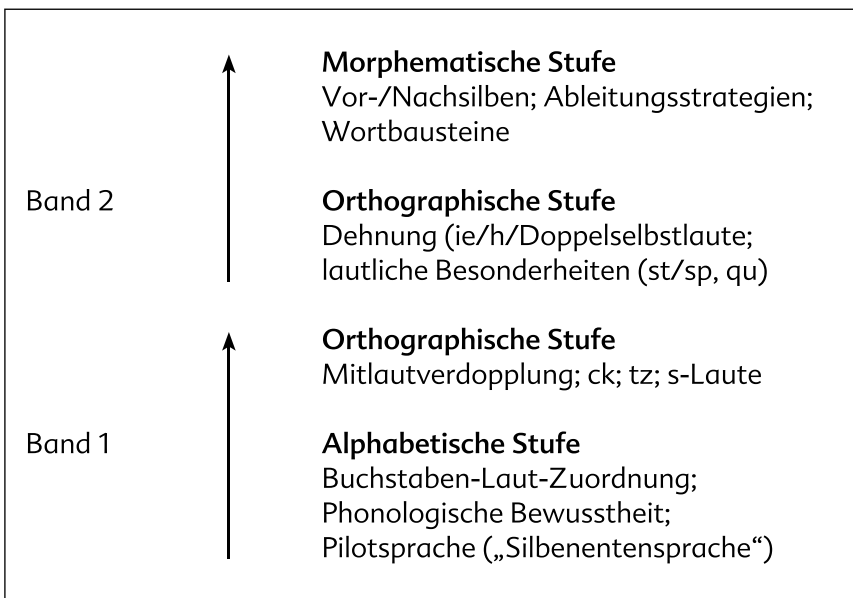 Morphematische Stufe
Vor-/Nachsilben; Ableitungsstrategien;
Wortbausteine
Band 2
Orthographische Stufe
Dehnung (ie/h/Doppelselbstlaute;
lautliche Besonderheiten (st/sp, qu)
Orthographische Stufe
Mitlautverdopplung; ck; tz; s-Laute
Band 1
Alphabetische Stufe
Buchstaben-Laut-Zuordnung;
Phonologische Bewusstheit;
Pilotsprache („Silbenentensprache“)